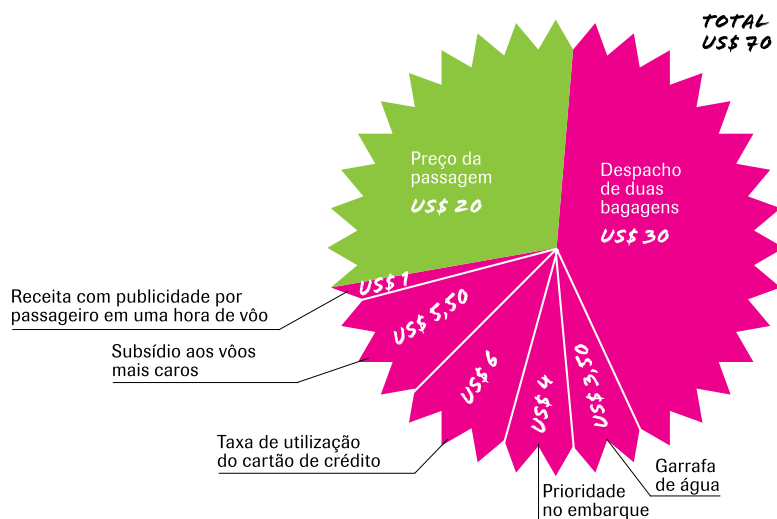 TOTAL
US$ 70
Preço da
passagem
US$ 20
Despacho
de duas
bagagens
US$ 30
US$ 1
Receita com publicidade por
passageiro em uma hora de vôo
US$ 5,50
Subsídio aos vôos
mais caros
US$ 6
Taxa de utilização
do cartão de crédito
US$ 4
Prioridade
no embarque
US$ 3,50
Garrafa
de água